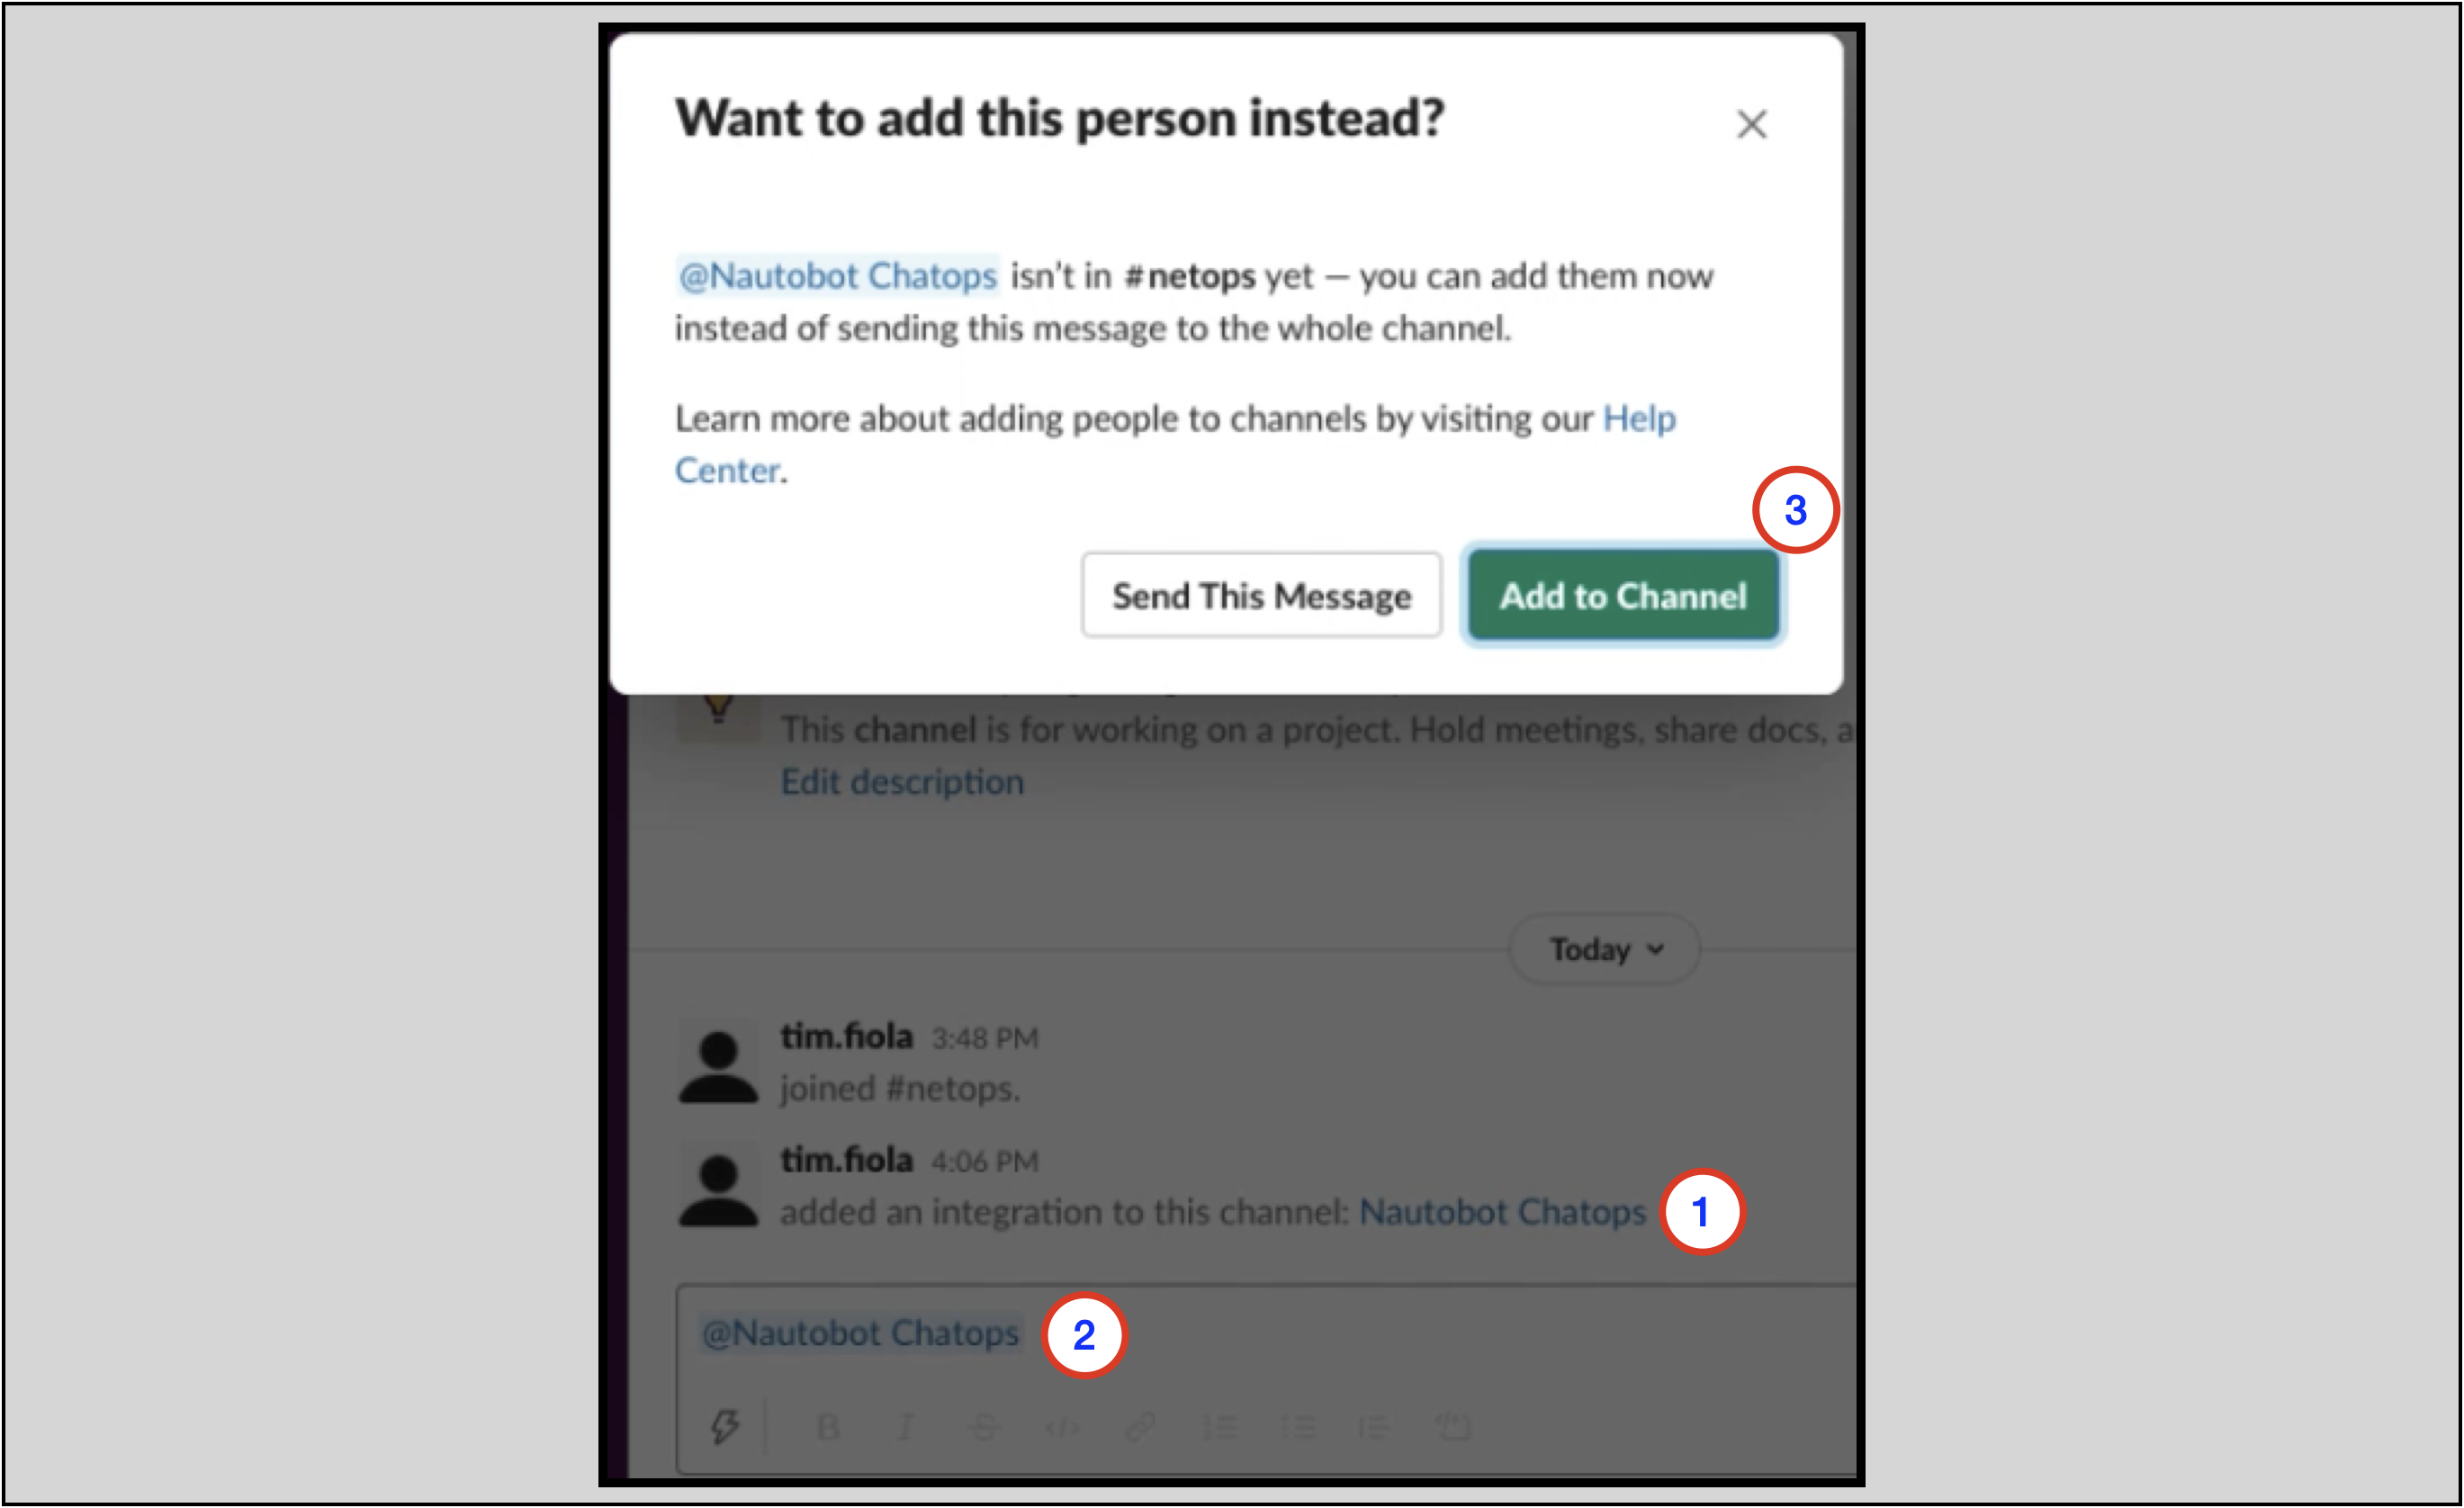 Want to add this person instead?
@Nautobot Chatops isn't in #netops yet — you can add them now
instead of sending this message to the whole channel.
Learn more about adding people to channels by visiting our Help
Center.
3
Send This Message
Add to Channel
This channel is for working on a project. Hold meetings, share docs, a
Edit description
Today
tim.fiola 3:48 PM
joined #netops.
tim.fiola 4:06 PM
added an integration to this channel: Nautobot Chatops
1
@Nautobot Chatops
2
B I S </>